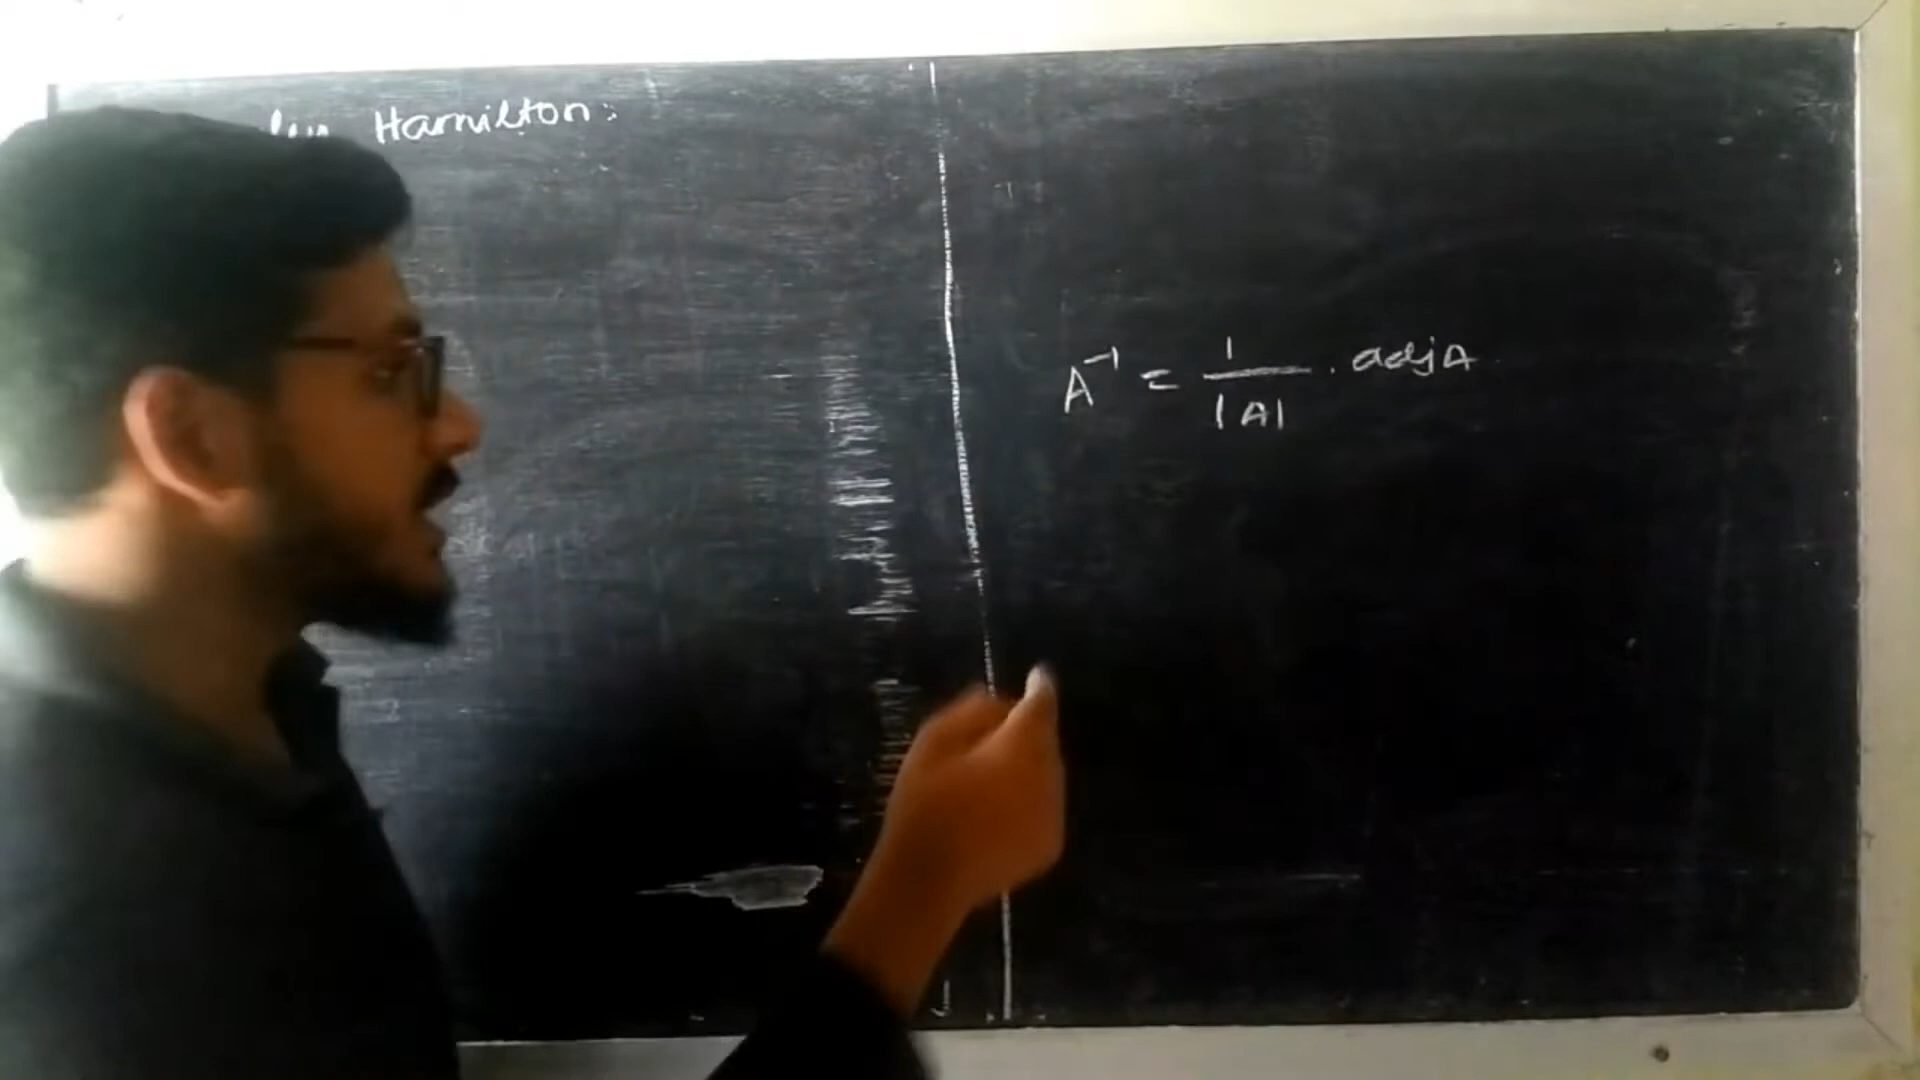 Hamilton:
A⁻¹ = 1/|A| . adjA